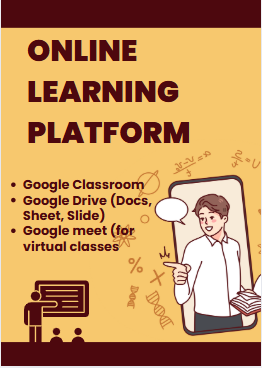 ONLINE
LEARNING
PLATFORM
• Google Classroom
• Google Drive (Docs,
Sheet, Slide)
• Google meet (for
virtual classes